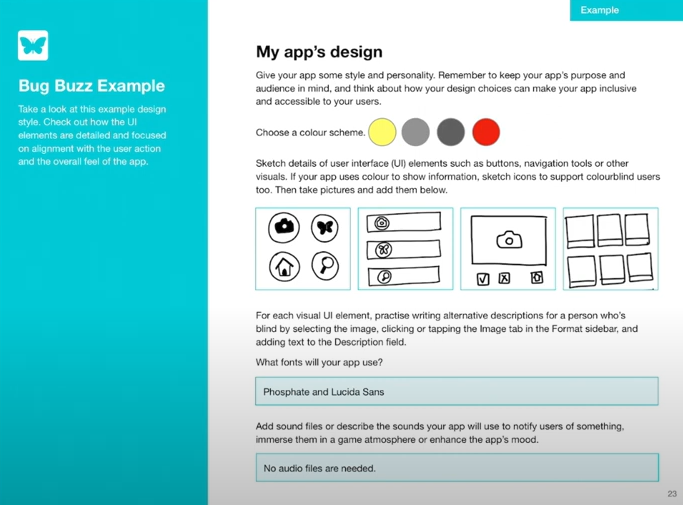 Example
Bug Buzz Example
Take a look at this example design
style. Check out how the UI
elements are detailed and focused
on alignment with the user action
and the overall feel of the app.
My app's design
Give your app some style and personality. Remember to keep your app's purpose and
audience in mind, and think about how your design choices can make your app inclusive
and accessible to your users.
Choose a colour scheme.
Sketch details of user interface (UI) elements such as buttons, navigation tools or other
visuals. If your app uses colour to show information, sketch icons to support colourblind users
too. Then take pictures and add them below.
For each visual UI element, practise writing alternative descriptions for a person who's
blind by selecting the image, clicking or tapping the Image tab in the Format sidebar, and
adding text to the Description field.
What fonts will your app use?
Phosphate and Lucida Sans
Add sound files or describe the sounds your app will use to notify users of something,
immerse them in a game atmosphere or enhance the app's mood.
No audio files are needed.
23